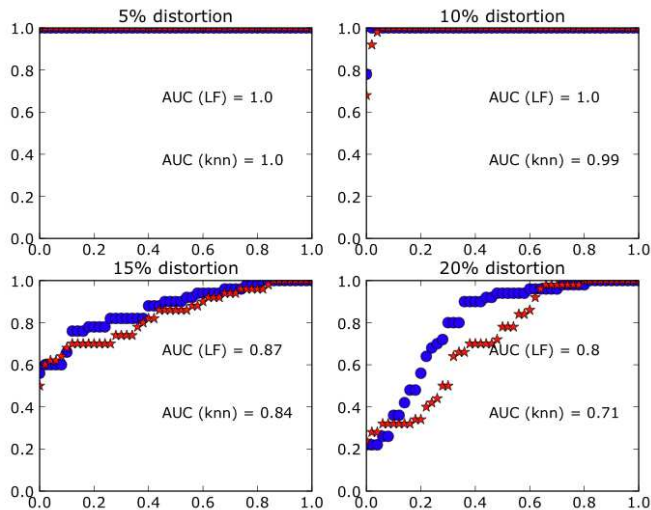 5% distortion
1.0
0.8
0.6
0.4
0.2
0.0
AUC (LF) = 1.0
AUC (knn) = 1.0
0.0 0.2 0.4 0.6 0.8 1.0
10% distortion
1.0
0.8
0.6
0.4
0.2
0.0
AUC (LF) = 1.0
AUC (knn) = 0.99
0.0 0.2 0.4 0.6 0.8 1.0
15% distortion
1.0
0.8
0.6
0.4
0.2
0.0
AUC (LF) = 0.87
AUC (knn) = 0.84
0.0 0.2 0.4 0.6 0.8 1.0
20% distortion
1.0
0.8
0.6
0.4
0.2
0.0
AUC (LF) = 0.8
AUC (knn) = 0.71
0.0 0.2 0.4 0.6 0.8 1.0